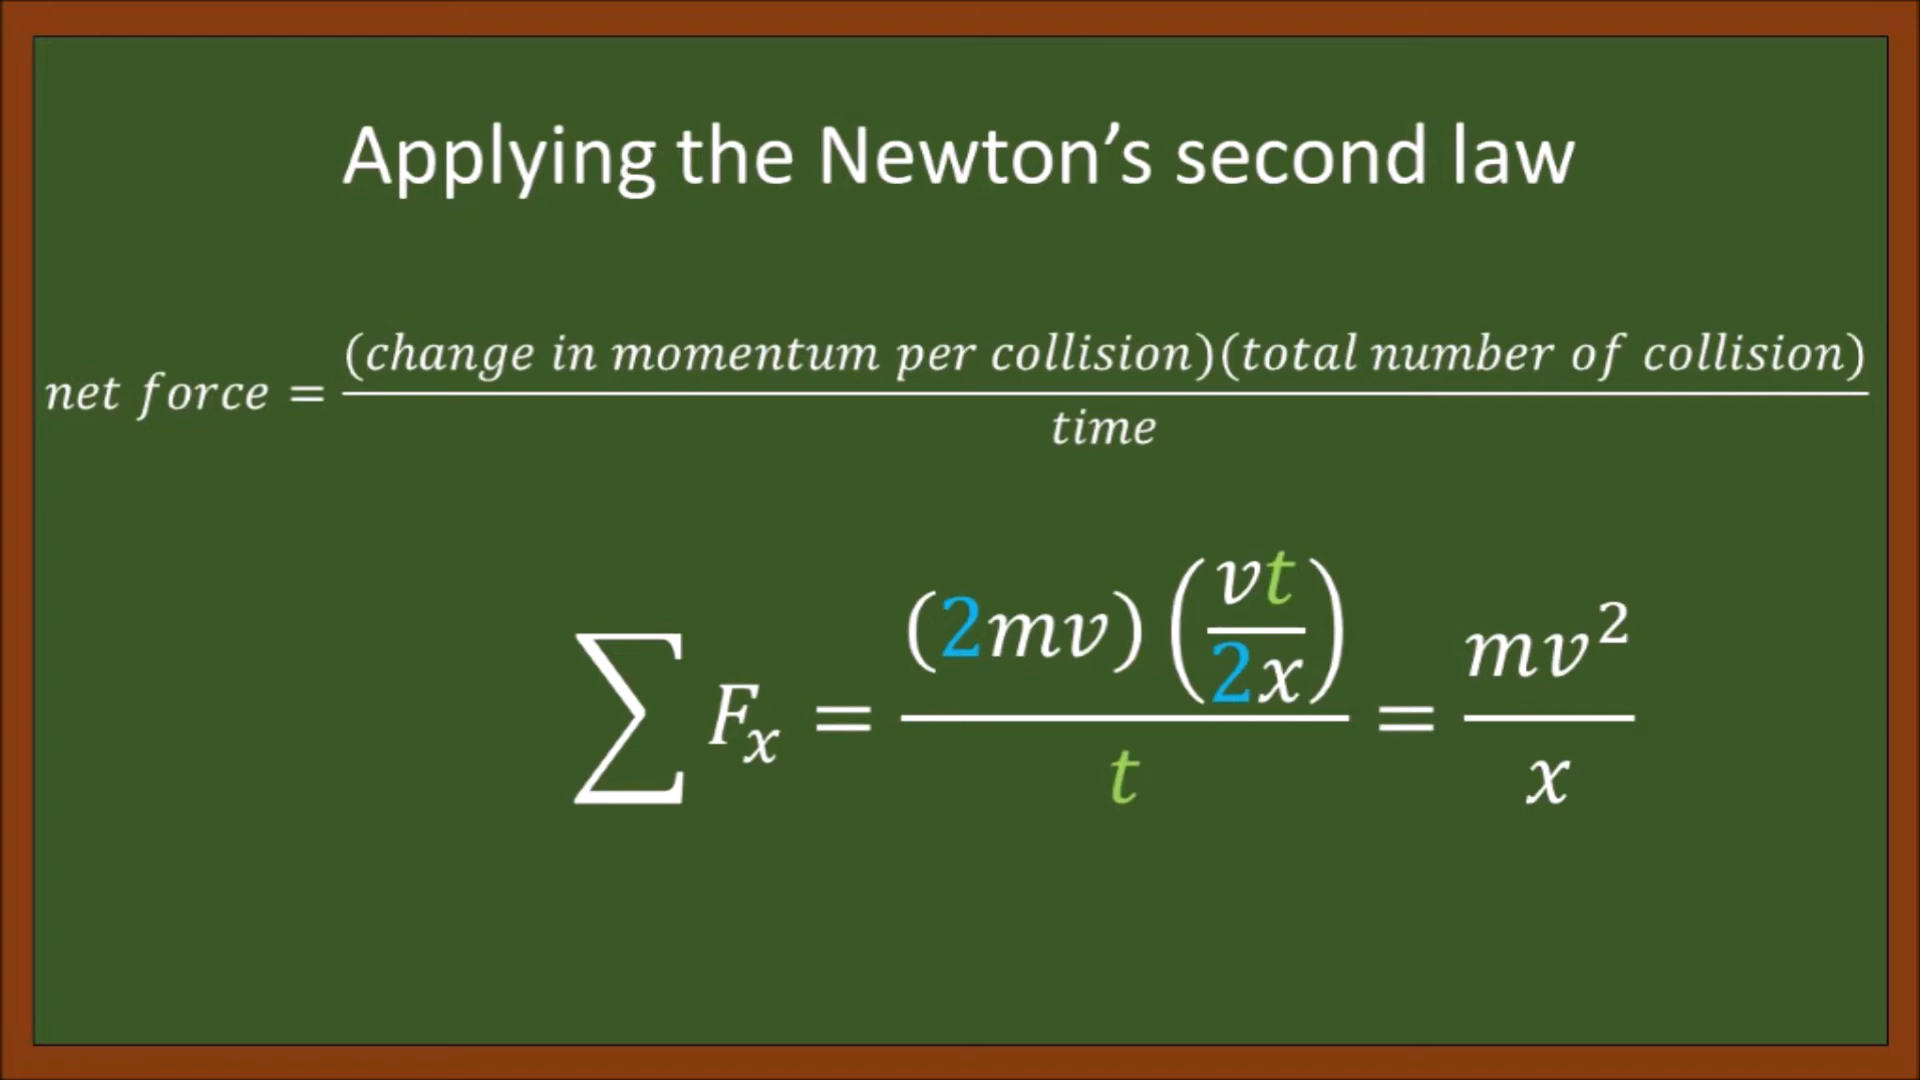 Applying the Newton’s second law
net force = (change in momentum per collision)(total number of collision) / time
∑ Fₓ = (2mv)(vt/2x) / t = mv² / x